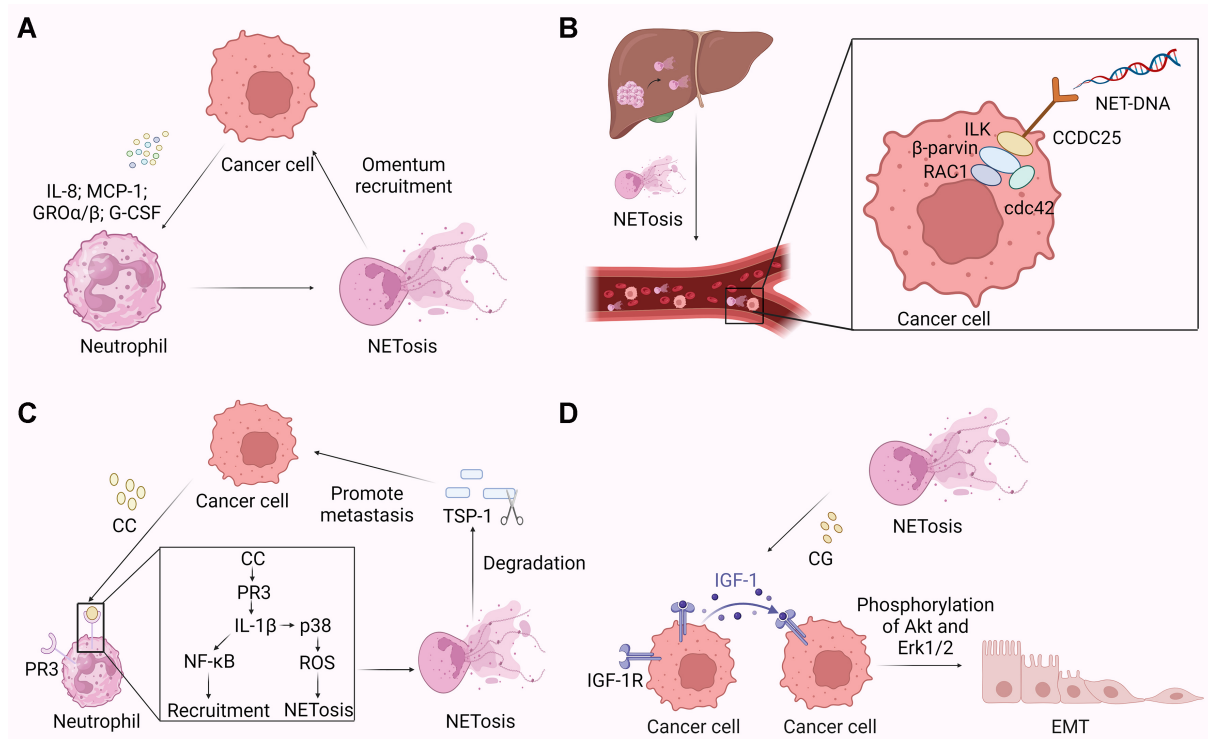 A
Cancer cell
Omentum
recruitment
IL-8; MCP-1;
GROα/β; G-CSF
Neutrophil
NETosis
B
NETosis
NET-DNA
CCDC25
ILK
β-parvin
RAC1
cdc42
Cancer cell
C
Cancer cell
CC
Promote
metastasis
TSP-1
Degradation
CC
PR3
IL-1β
p38
NF-κB
ROS
Recruitment
NETosis
PR3
Neutrophil
NETosis
D
NETosis
CG
IGF-1
IGF-1R
Phosphorylation
of Akt and
Erk1/2
Cancer cell
Cancer cell
EMT